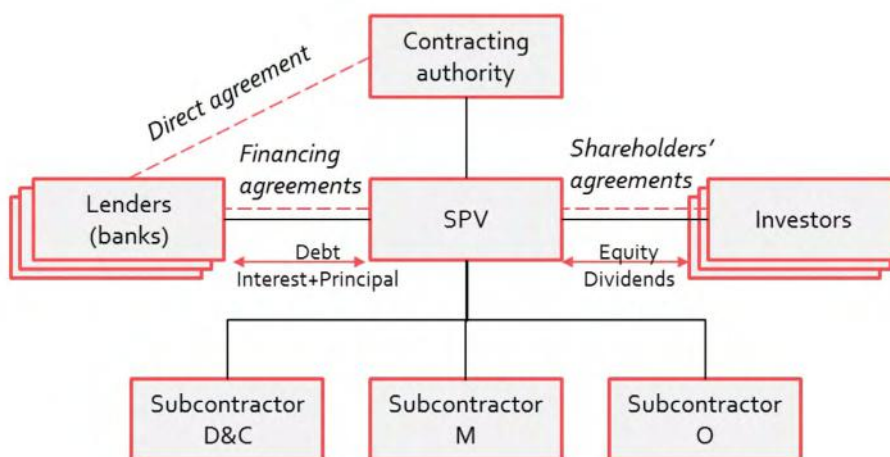 Contracting
authority
Direct agreement
Financing
agreements
Shareholders'
agreements
Lenders
(banks)
SPV
Investors
Debt
Interest+Principal
Equity
Dividends
Subcontractor
D&C
Subcontractor
M
Subcontractor
O